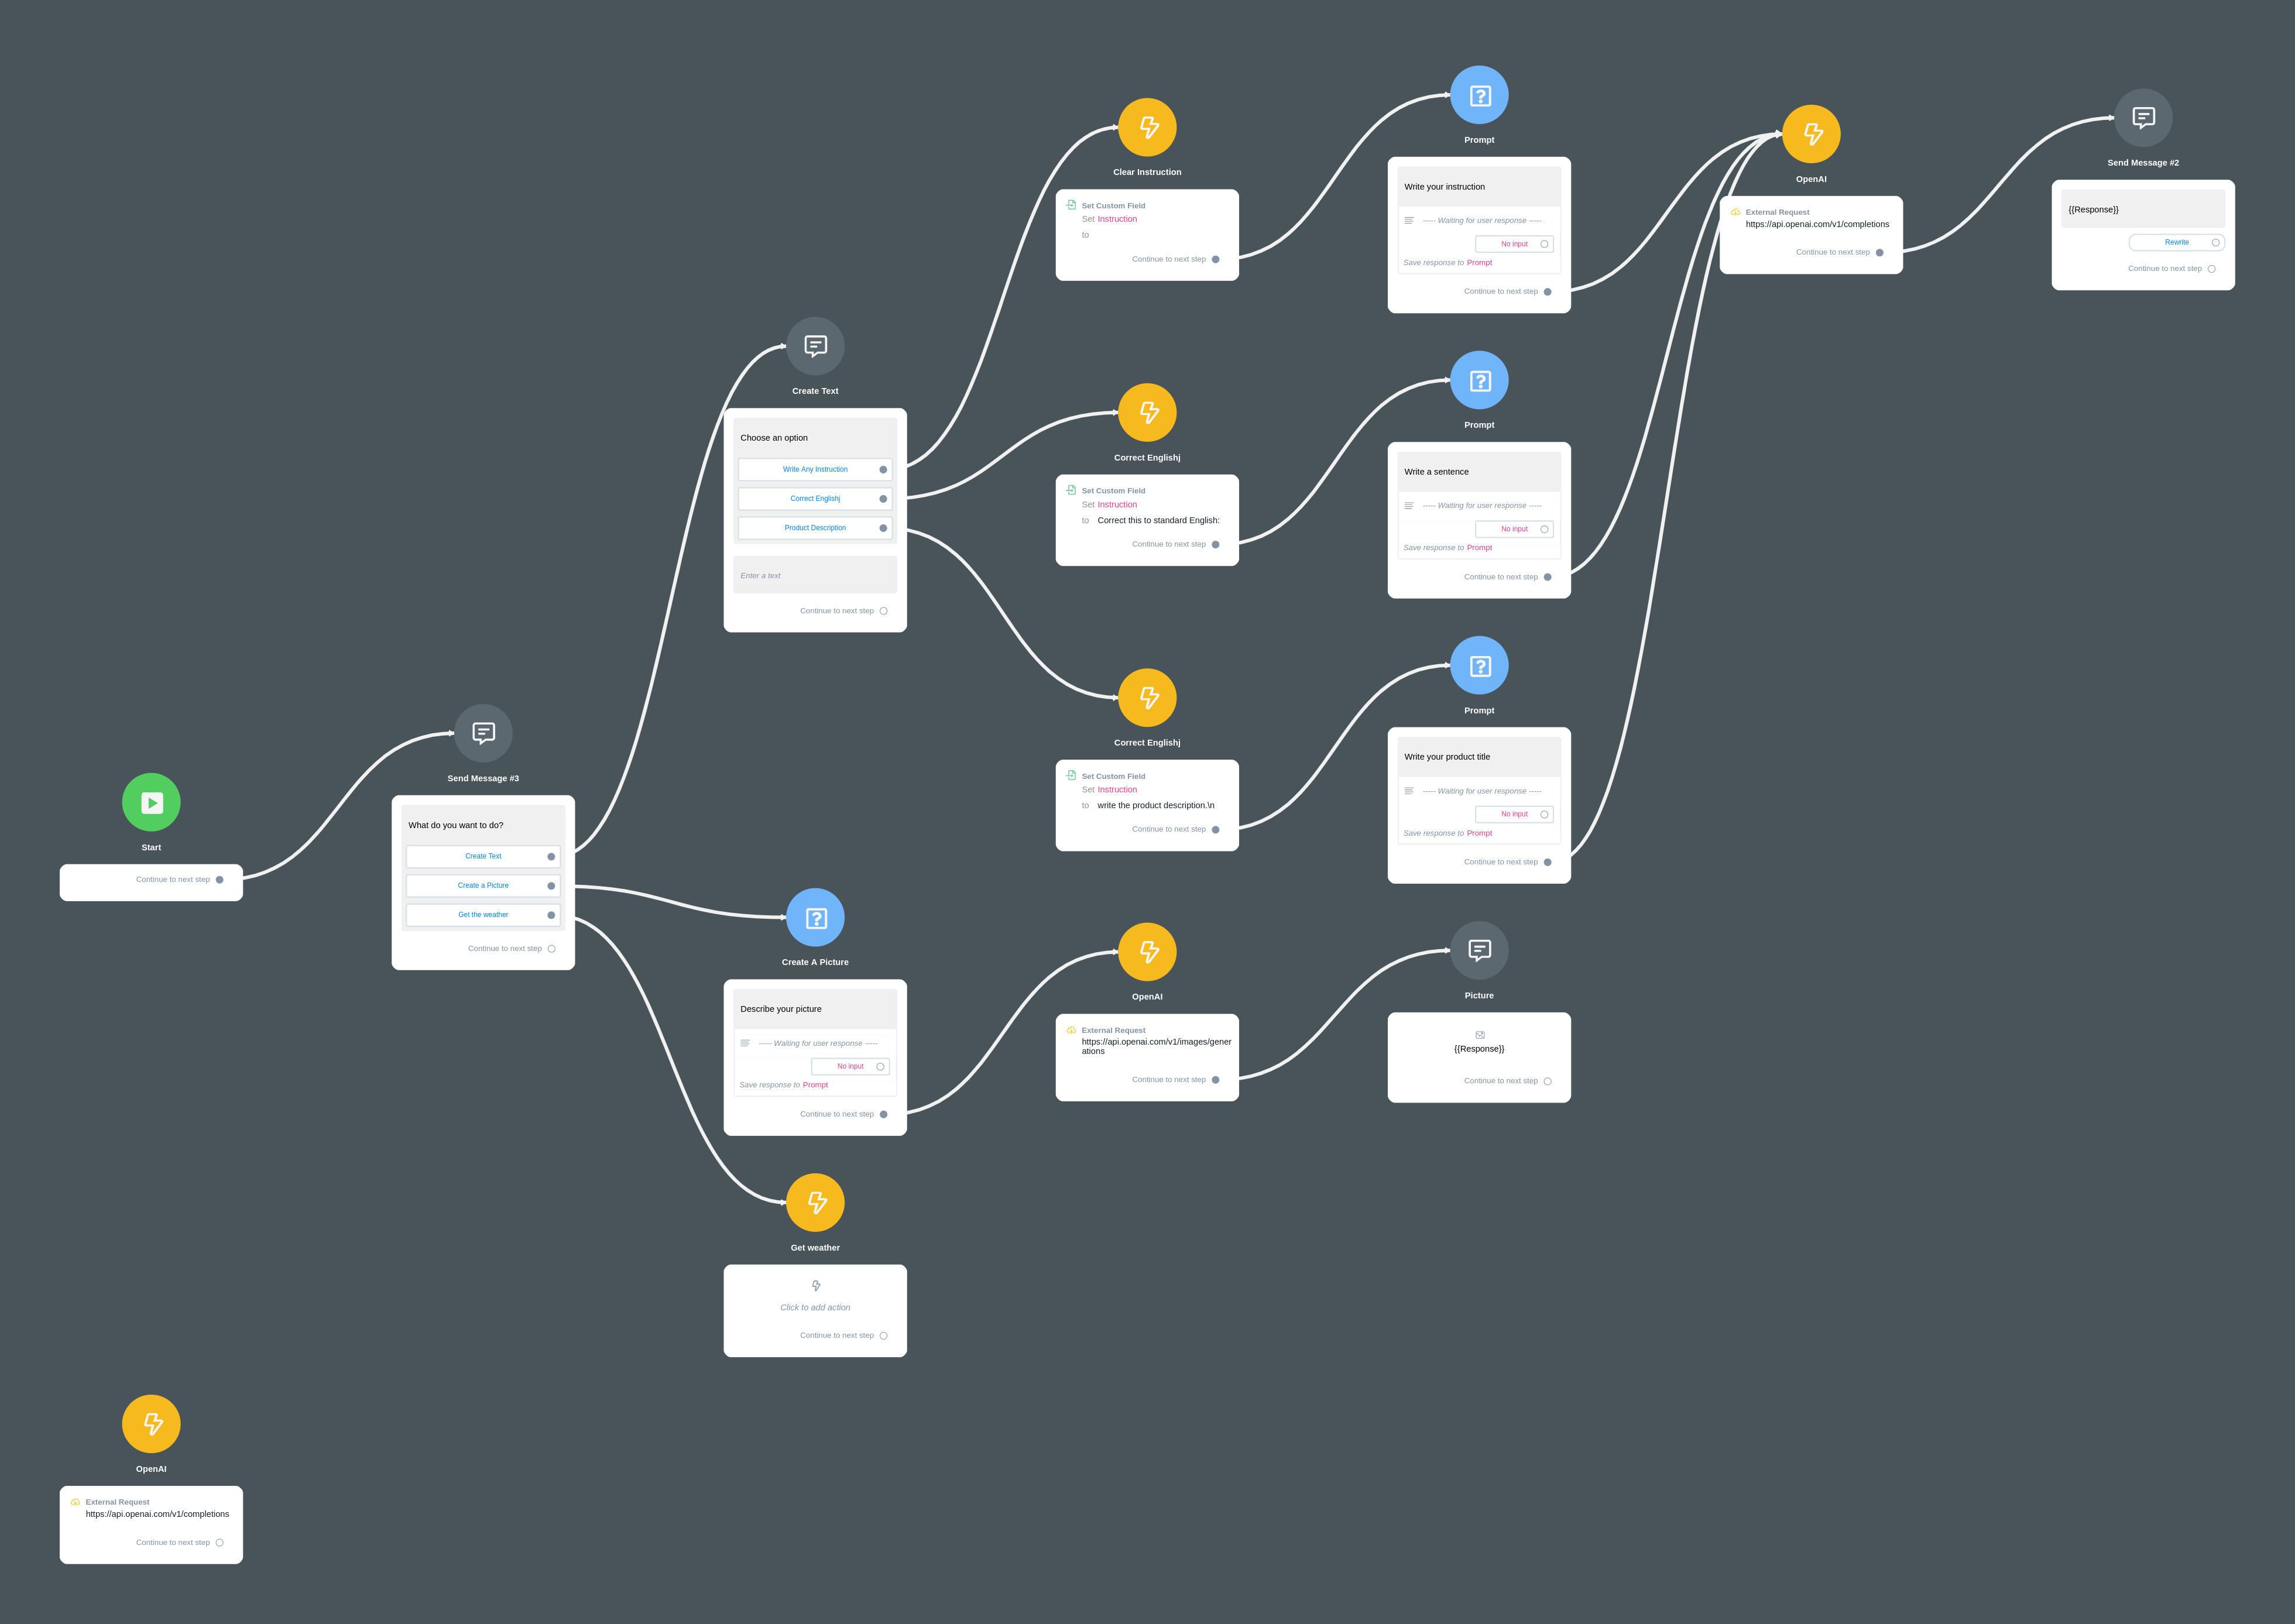 Start
Continue to next step
Send Message #3
What do you want to do?
Create Text
Create a Picture
Get the weather
Continue to next step
Create Text
Choose an option
Write Any Instruction
Correct Englishj
Product Description
Enter a text
Continue to next step
Clear Instruction
Set Custom Field
Set Instruction
to
Continue to next step
Prompt
Write your instruction
----- Waiting for user response -----
No input
Save response to Prompt
Continue to next step
OpenAI
External Request
https://api.openai.com/v1/completions
Continue to next step
Send Message #2
{{Response}}
Rewrite
Continue to next step
Correct Englishj
Set Custom Field
Set Instruction
to Correct this to standard English:
Continue to next step
Prompt
Write a sentence
----- Waiting for user response -----
No input
Save response to Prompt
Continue to next step
Correct Englishj
Set Custom Field
Set Instruction
to write the product description.\n
Continue to next step
Prompt
Write your product title
----- Waiting for user response -----
No input
Save response to Prompt
Continue to next step
Create A Picture
Describe your picture
----- Waiting for user response -----
No input
Save response to Prompt
Continue to next step
OpenAI
External Request
https://api.openai.com/v1/images/gener
ations
Continue to next step
Picture
{{Response}}
Continue to next step
Get weather
Click to add action
Continue to next step
OpenAI
External Request
https://api.openai.com/v1/completions
Continue to next step